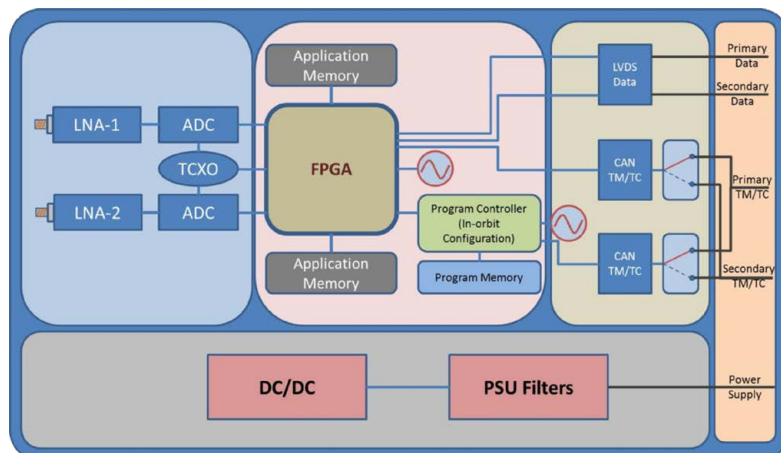 Application
Memory
LNA-1
ADC
TCXO
LNA-2
ADC
FPGA
Program Controller
(In-orbit
Configuration)
Program Memory
Application
Memory
LVDS
Data
CAN
TM/TC
CAN
TM/TC
Primary
Data
Secondary
Data
Primary
TM/TC
Secondary
TM/TC
DC/DC
PSU Filters
Power
Supply